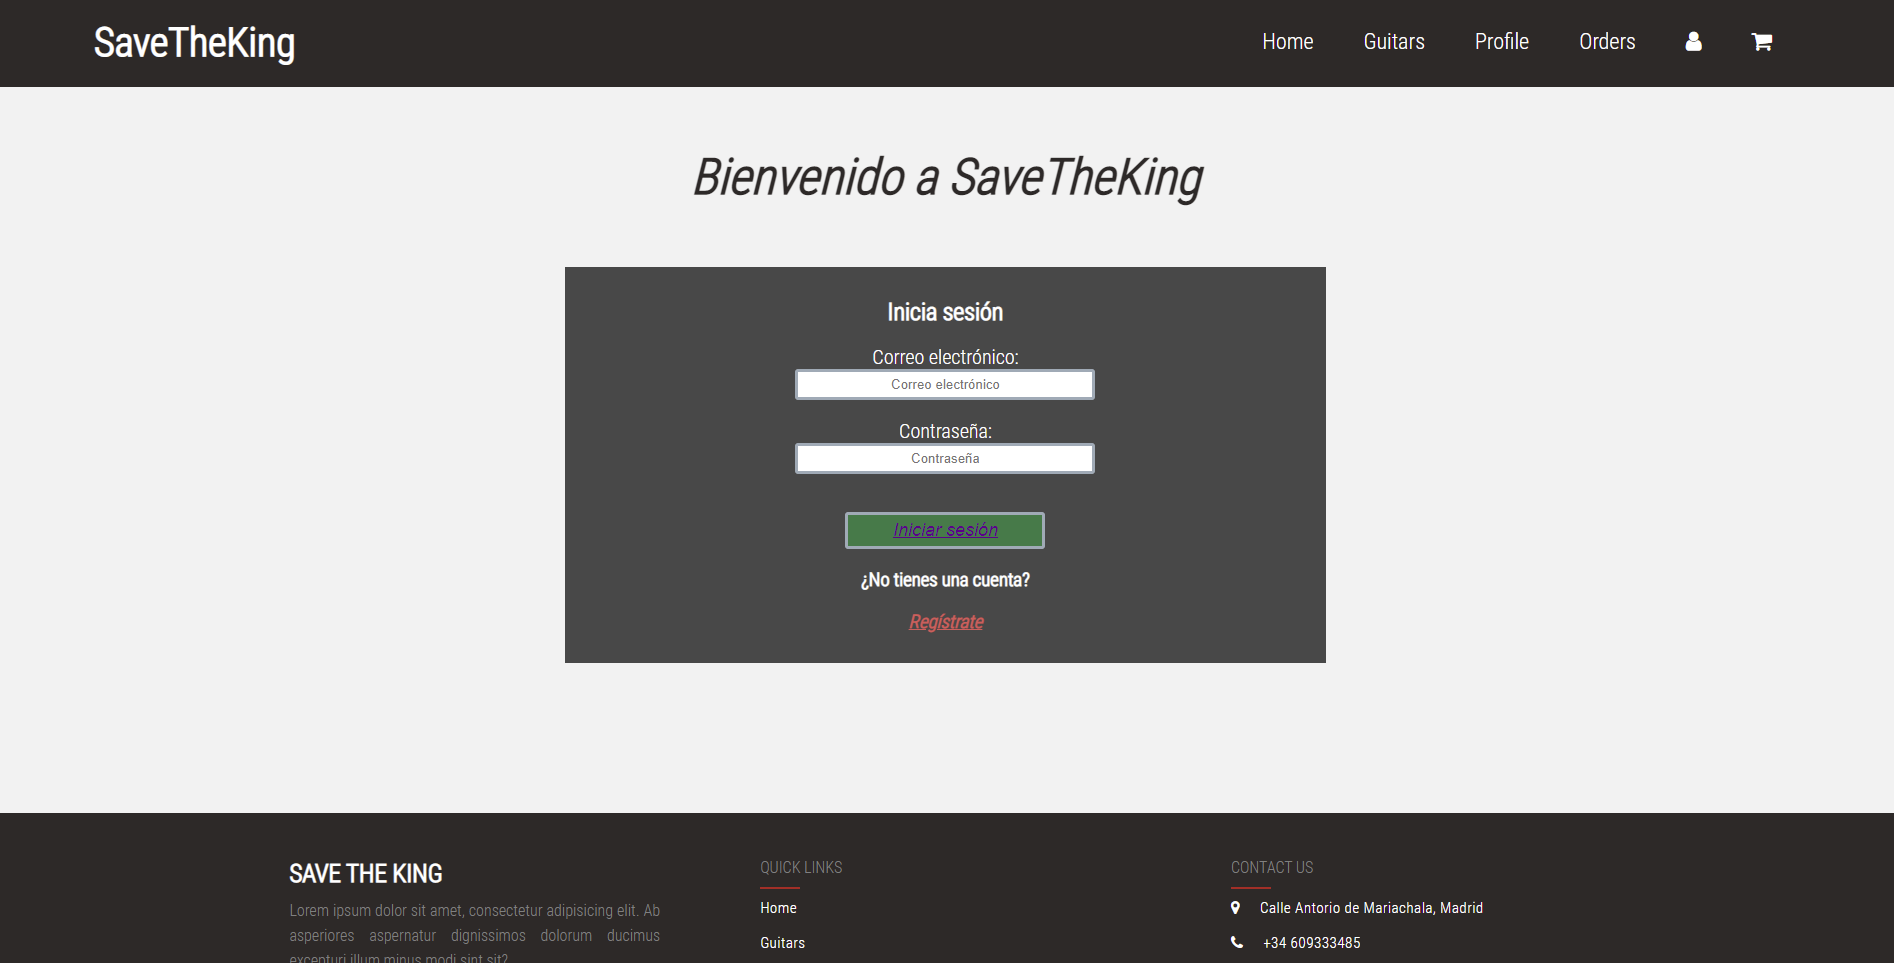 SaveTheKing
Home Guitars Profile Orders
Bienvenido a SaveTheKing
Inicia sesión
Correo electrónico:
Correo electrónico
Contraseña:
Contraseña
Iniciar sesión
¿No tienes una cuenta?
Regístrate
SAVE THE KING
Lorem ipsum dolor sit amet, consectetur adipisicing elit. Ab
asperiores aspernatur dignissimos dolorum ducimus
excepturi illum minus modi sint sit?
QUICK LINKS
Home
Guitars
CONTACT US
Calle Antorio de Mariachala, Madrid
+34 609333485